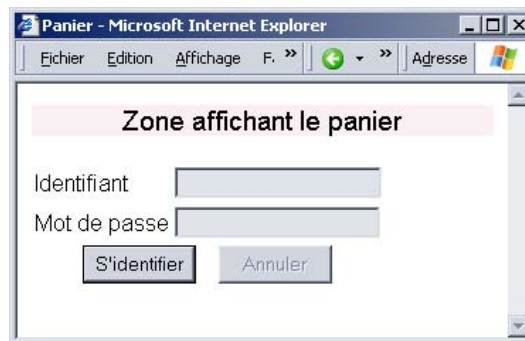 Panier - Microsoft Internet Explorer
Fichier Edition Affichage F. » » Adresse
Zone affichant le panier
Identifiant
Mot de passe
S'identifier Annuler